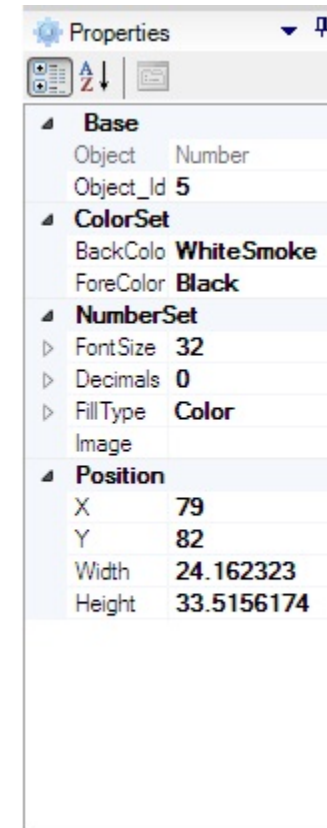 Properties
A
Z
Base
Object Number
Object_Id 5
ColorSet
BackColo WhiteSmoke
ForeColor Black
NumberSet
FontSize 32
Decimals 0
FillType Color
Image
Position
X 79
Y 82
Width 24.162323
Height 33.5156174